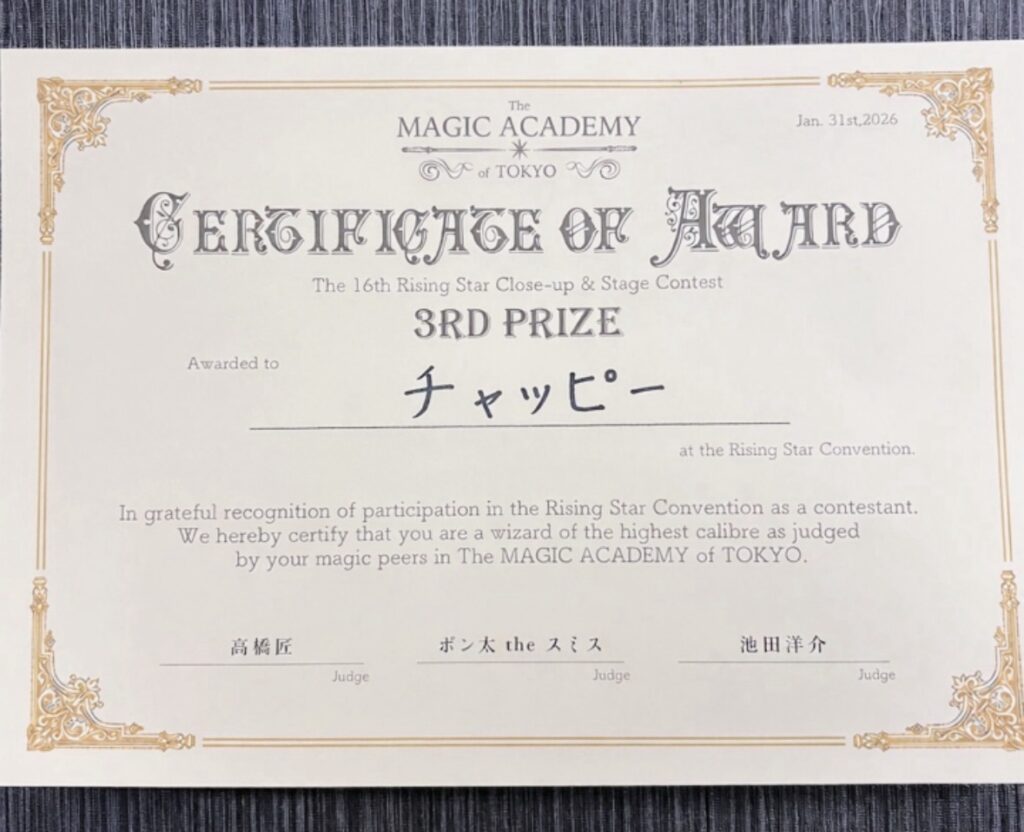 The
MAGIC ACADEMY
of TOKYO
Jan. 31st,2026
CERTIFICATE OF AWARD
The 16th Rising Star Close-up & Stage Contest
3RD PRIZE
Awarded to
チャッピー
at the Rising Star Convention.
In grateful recognition of participation in the Rising Star Convention as a contestant.
We hereby certify that you are a wizard of the highest calibre as judged
by your magic peers in The MAGIC ACADEMY of TOKYO.
高橋匠 ボン太 the スミス 池田洋介
Judge Judge Judge